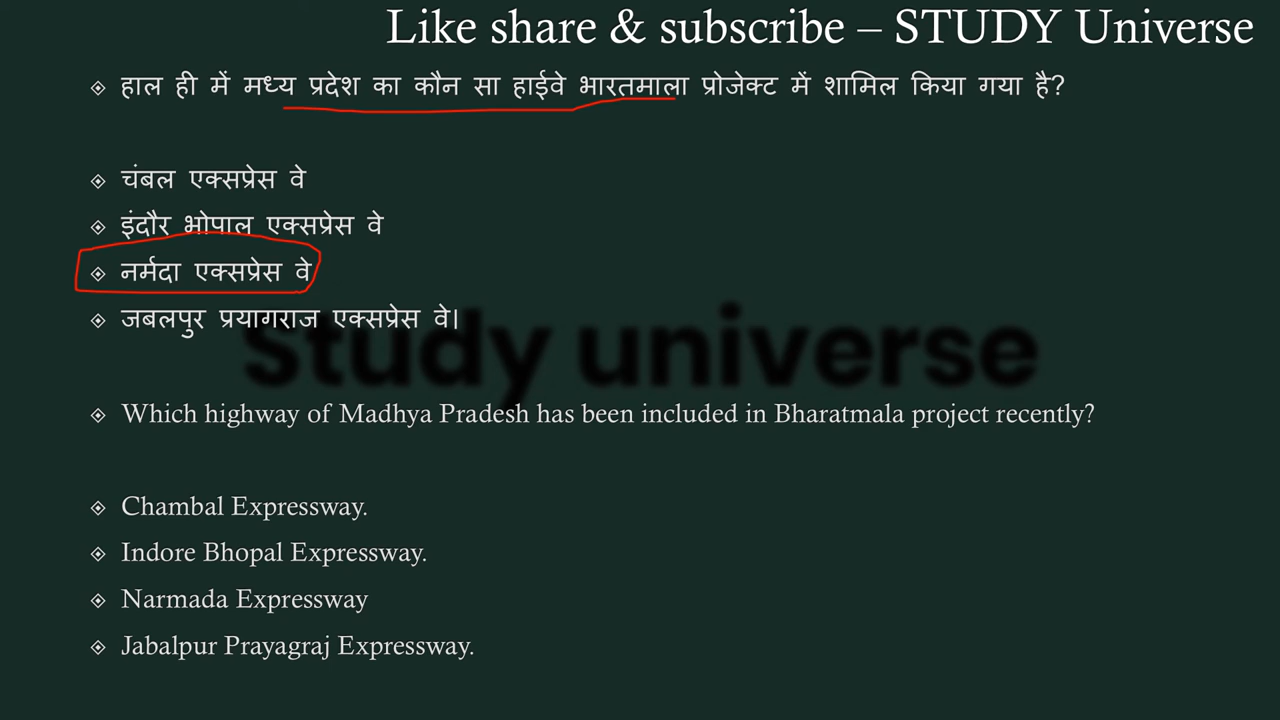 Like share & subscribe – STUDY Universe
हाल ही में मध्य प्रदेश का कौन सा हाईवे भारतमाला प्रोजेक्ट में शामिल किया गया है?
चंबल एक्सप्रेस वे
इंदौर भोपाल एक्सप्रेस वे
नर्मदा एक्सप्रेस वे
जबलपुर प्रयागराज एक्सप्रेस वे।
Study universe
Which highway of Madhya Pradesh has been included in Bharatmala project recently?
Chambal Expressway.
Indore Bhopal Expressway.
Narmada Expressway
Jabalpur Prayagraj Expressway.